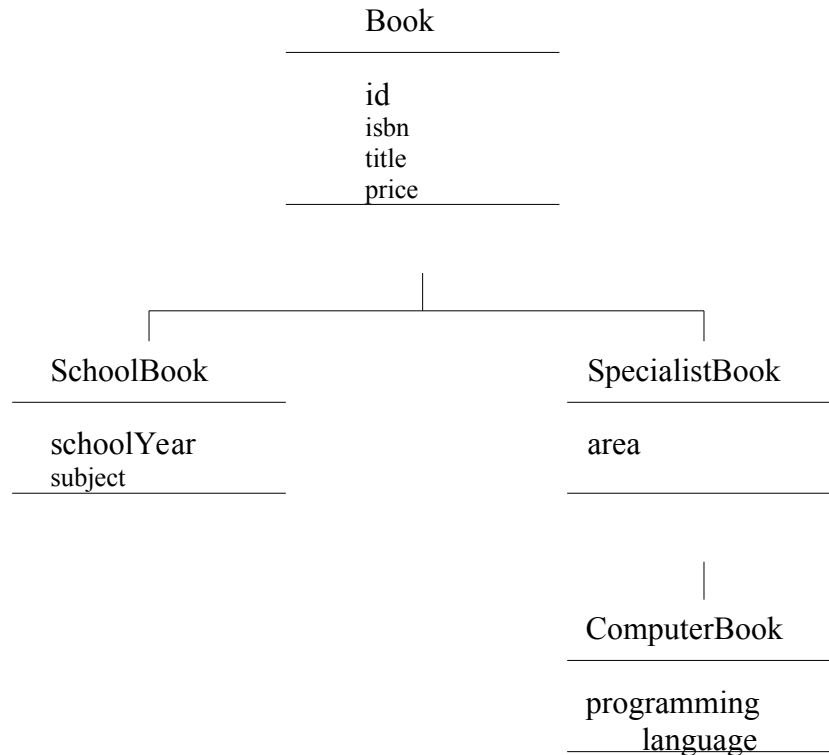 Book
id
isbn
title
price
SchoolBook
schoolYear
subject
SpecialistBook
area
ComputerBook
programming
language